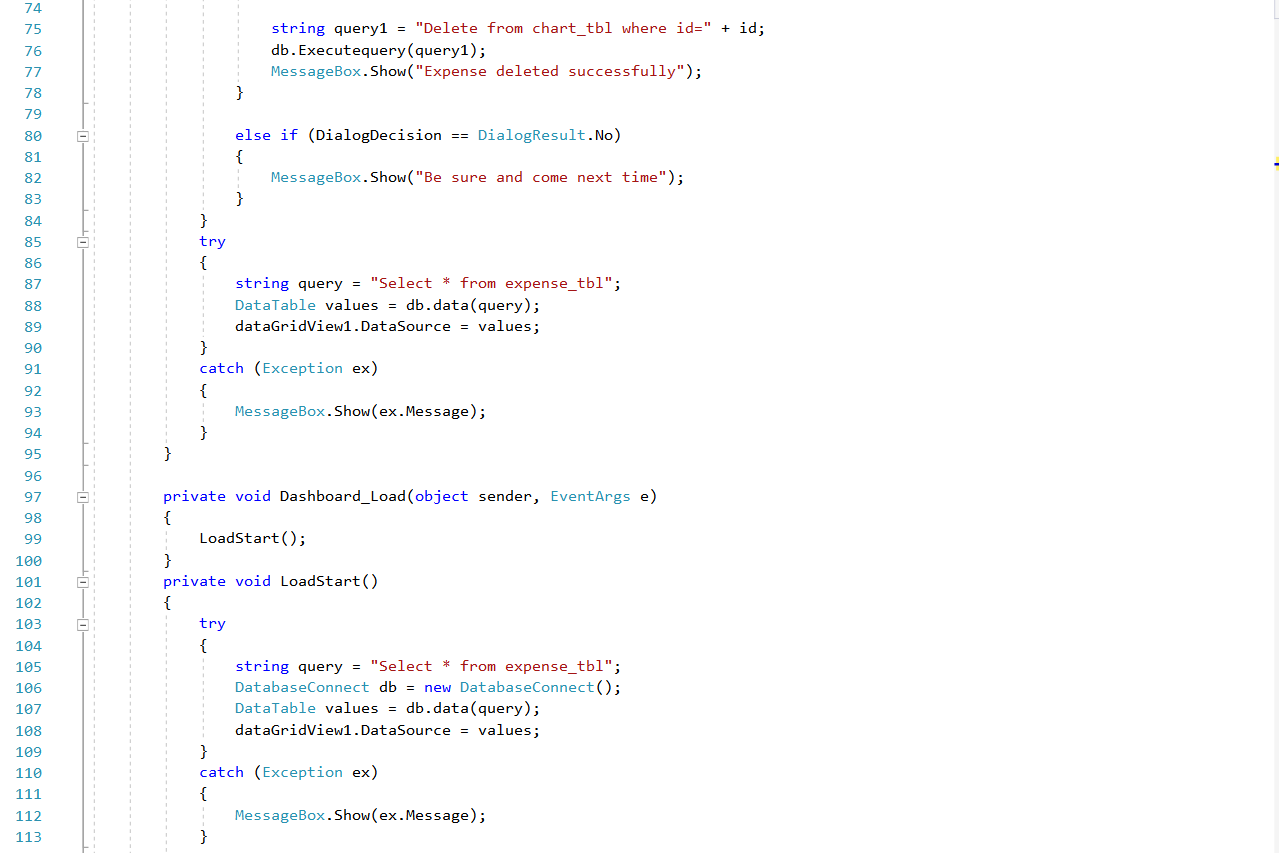 74
75 string query1 = "Delete from chart_tbl where id=" + id;
76 db.Executequery(query1);
77 MessageBox.Show("Expense deleted successfully");
78 }
79
80 else if (DialogDecision == DialogResult.No)
81 {
82 MessageBox.Show("Be sure and come next time");
83 }
84 }
85 try
86 {
87 string query = "Select * from expense_tbl";
88 DataTable values = db.data(query);
89 dataGridView1.DataSource = values;
90 }
91 catch (Exception ex)
92 {
93 MessageBox.Show(ex.Message);
94 }
95 }
96
97 private void Dashboard_Load(object sender, EventArgs e)
98 {
99 LoadStart();
100 }
101 private void LoadStart()
102 {
103 try
104 {
105 string query = "Select * from expense_tbl";
106 DatabaseConnect db = new DatabaseConnect();
107 DataTable values = db.data(query);
108 dataGridView1.DataSource = values;
109 }
110 catch (Exception ex)
111 {
112 MessageBox.Show(ex.Message);
113 }